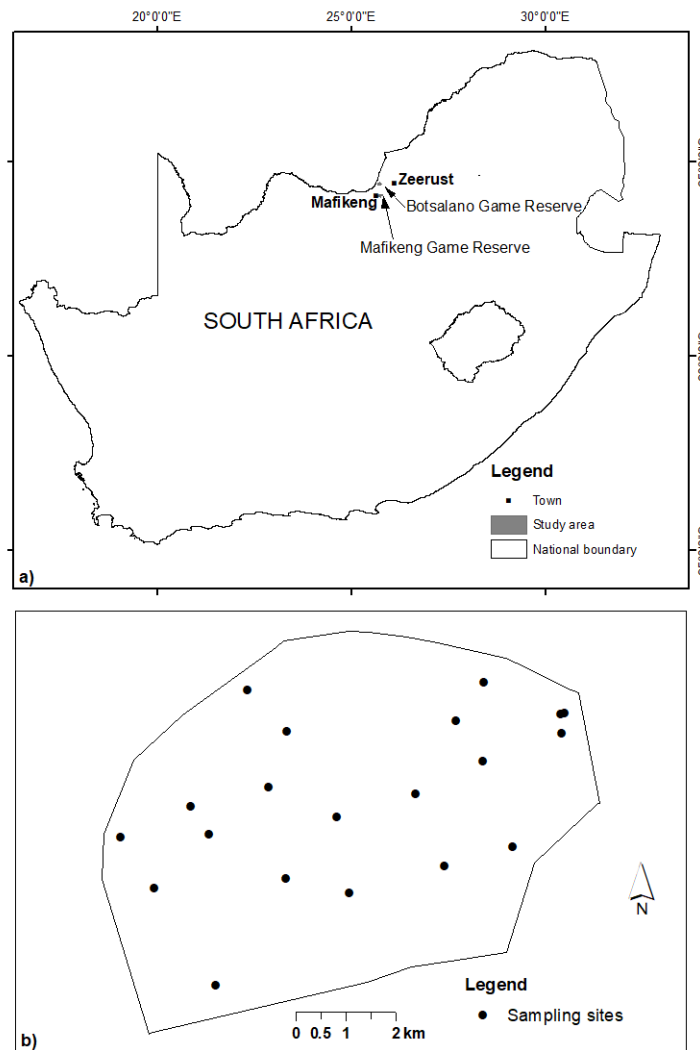 20°0'0"E 25°0'0"E 30°0'0"E
Zeerust
Mafikeng
Botsalano Game Reserve
Mafikeng Game Reserve
SOUTH AFRICA
Legend
Town
Study area
National boundary
a)
N
Legend
Sampling sites
0 0.5 1 2 km
b)